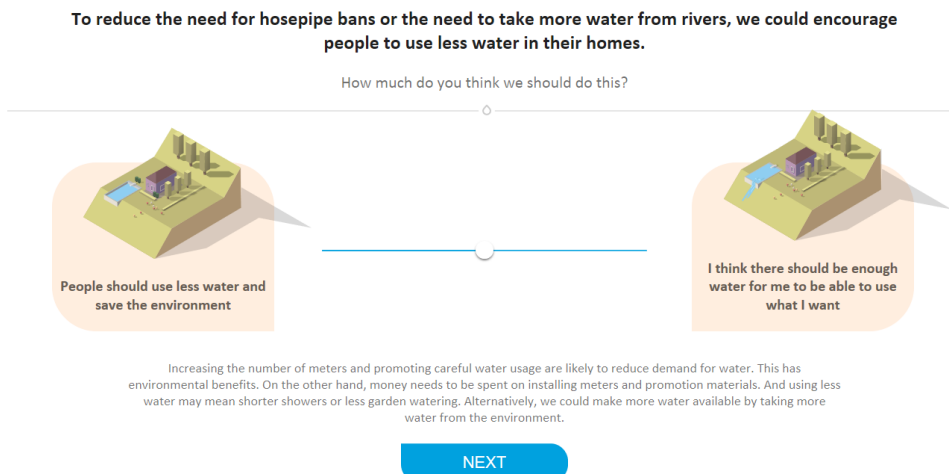 To reduce the need for hosepipe bans or the need to take more water from rivers, we could encourage
people to use less water in their homes.
How much do you think we should do this?
People should use less water and
save the environment
I think there should be enough
water for me to be able to use
what I want
Increasing the number of meters and promoting careful water usage are likely to reduce demand for water. This has
environmental benefits. On the other hand, money needs to be spent on installing meters and promotion materials. And using less
water may mean shorter showers or less garden watering. Alternatively, we could make more water available by taking more
water from the environment.
NEXT